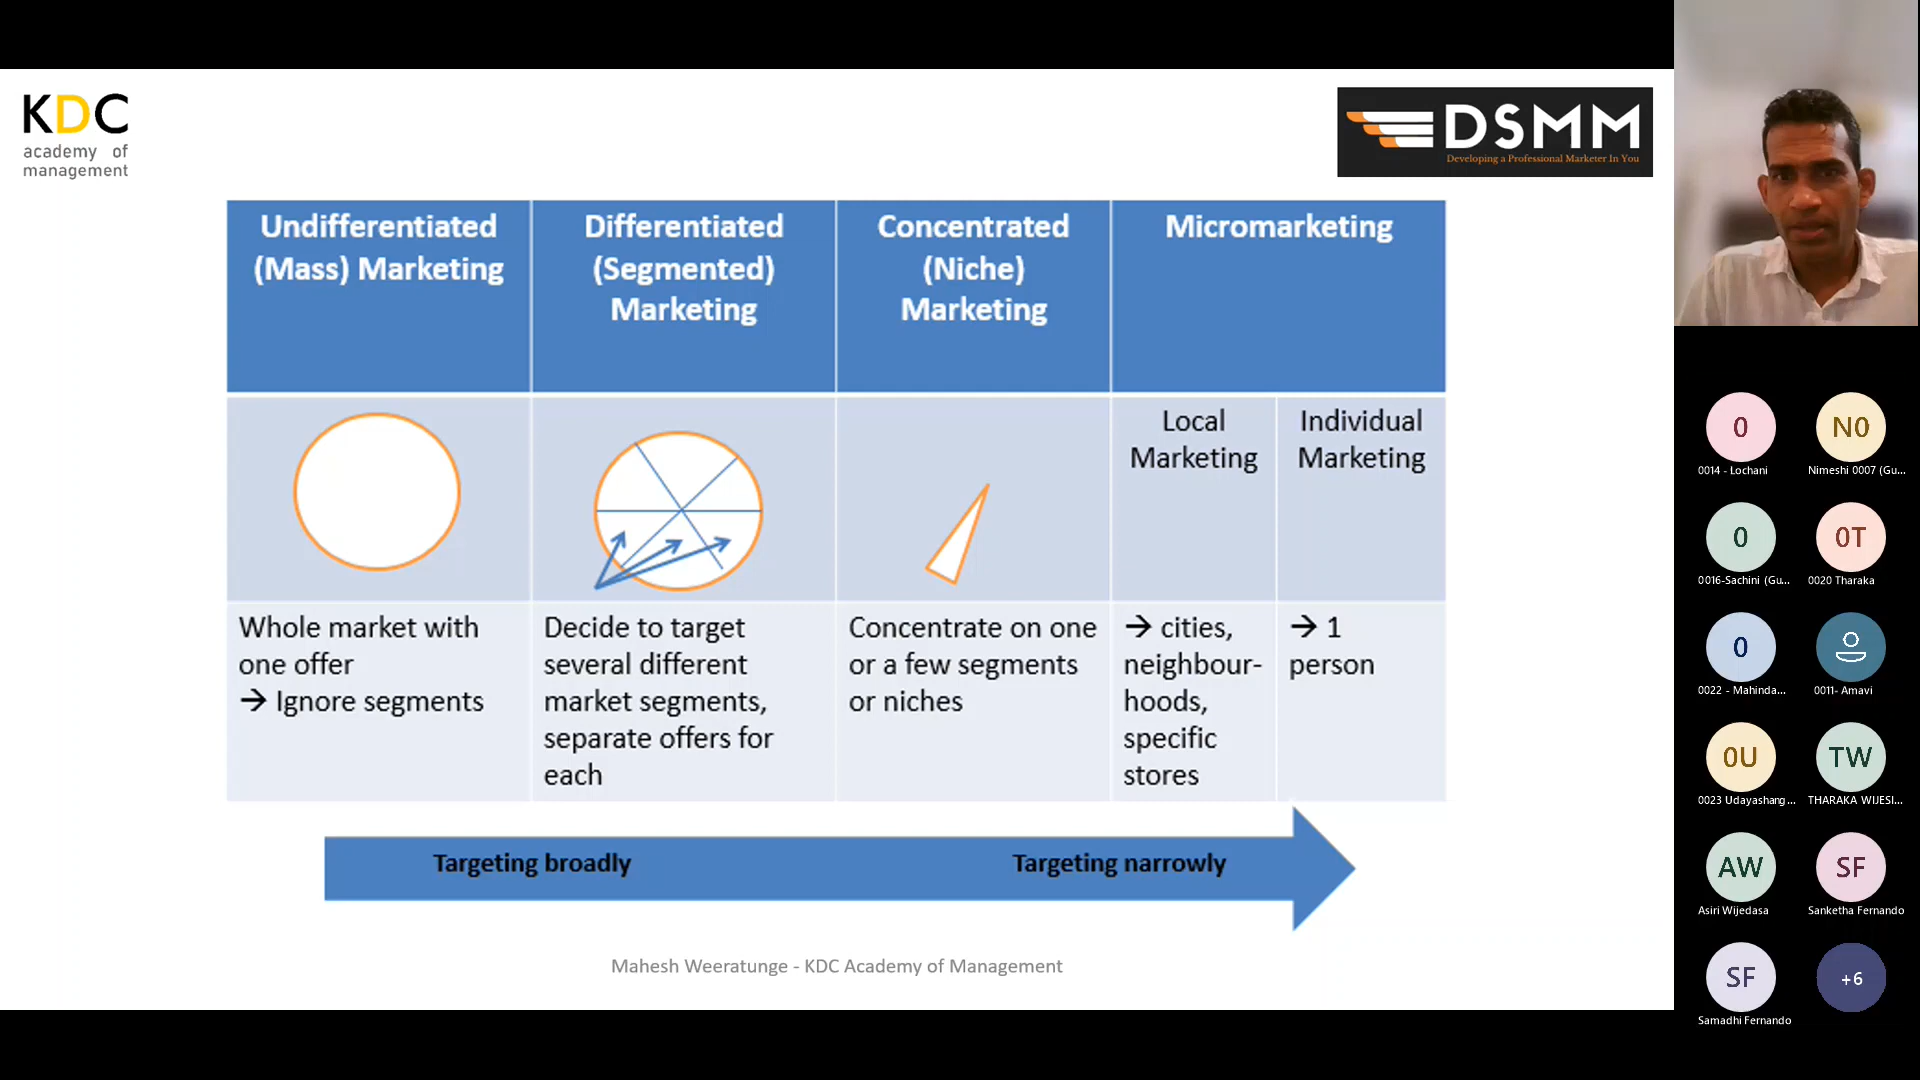 KDC
academy of
management
DSMM
Developing a Professional Marketer In You
Undifferentiated
(Mass) Marketing
Differentiated
(Segmented)
Marketing
Concentrated
(Niche)
Marketing
Micromarketing
Local
Marketing
Individual
Marketing
Whole market with
one offer
→ Ignore segments
Decide to target
several different
market segments,
separate offers for
each
Concentrate on one
or a few segments
or niches
→ cities,
neighbour-
hoods,
specific
stores
→ 1
person
Targeting broadly
Targeting narrowly
Mahesh Weeratunge - KDC Academy of Management
0
0014 - Lochani
N0
Nimeshi 0007 (Gu...
0
0016-Sachini (Gu...
0T
0020 Tharaka
0
0022 - Mahinda...
0011- Amavi
0U
0023 Udayashang...
TW
THARAKA WIJESI...
AW
Asiri Wijedasa
SF
Sanketha Fernando
SF
Samadhi Fernando
+6